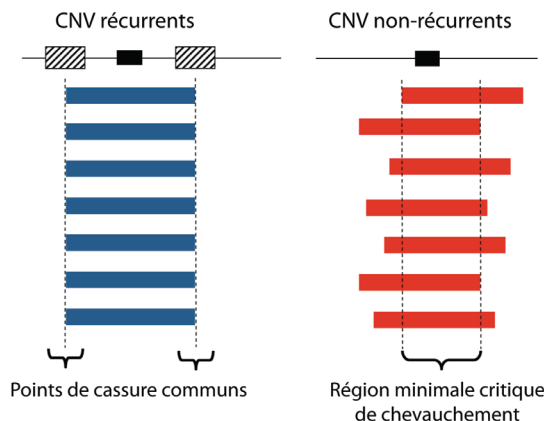 CNV récurrents
CNV non-récurrents
Points de cassure communs
Région minimale critique
de chevauchement